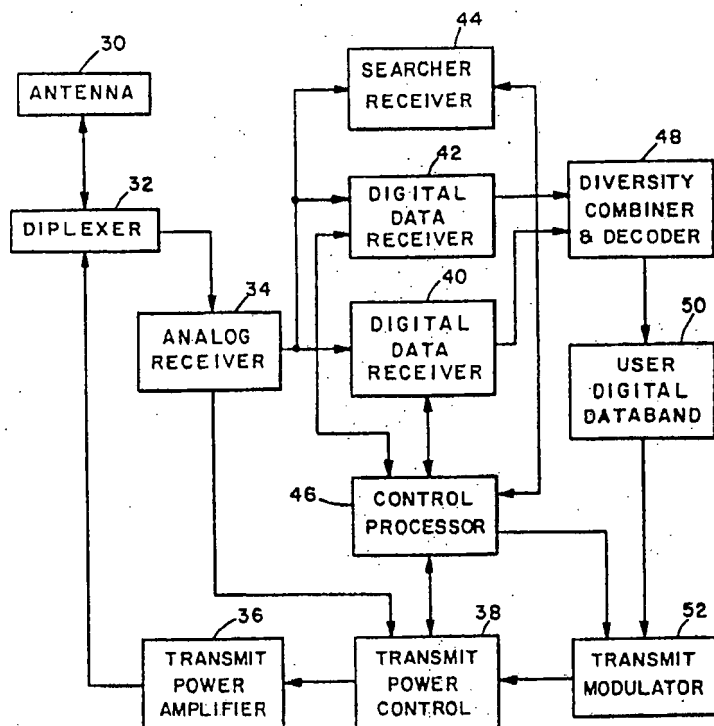 30
ANTENNA
32
DIPLEXER
34
ANALOG
RECEIVER
44
SEARCHER
RECEIVER
42
DIGITAL
DATA
RECEIVER
40
DIGITAL
DATA
RECEIVER
48
DIVERSITY
COMBINER
& DECODER
50
USER
DIGITAL
DATABAND
46
CONTROL
PROCESSOR
36
TRANSMIT
POWER
AMPLIFIER
38
TRANSMIT
POWER
CONTROL
52
TRANSMIT
MODULATOR